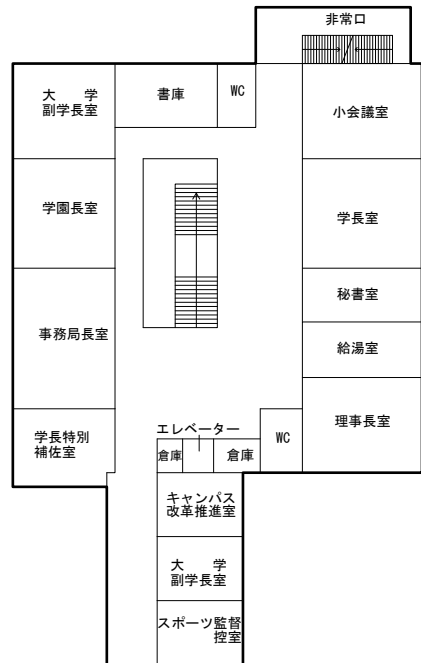 非常口
大　学
副学長室
書庫
WC
小会議室
学園長室
学長室
秘書室
事務局長室
給湯室
理事長室
学長特別
補佐室
エレベーター
WC
倉庫
倉庫
キャンパス
改革推進室
大　学
副学長室
スポーツ監督
控室